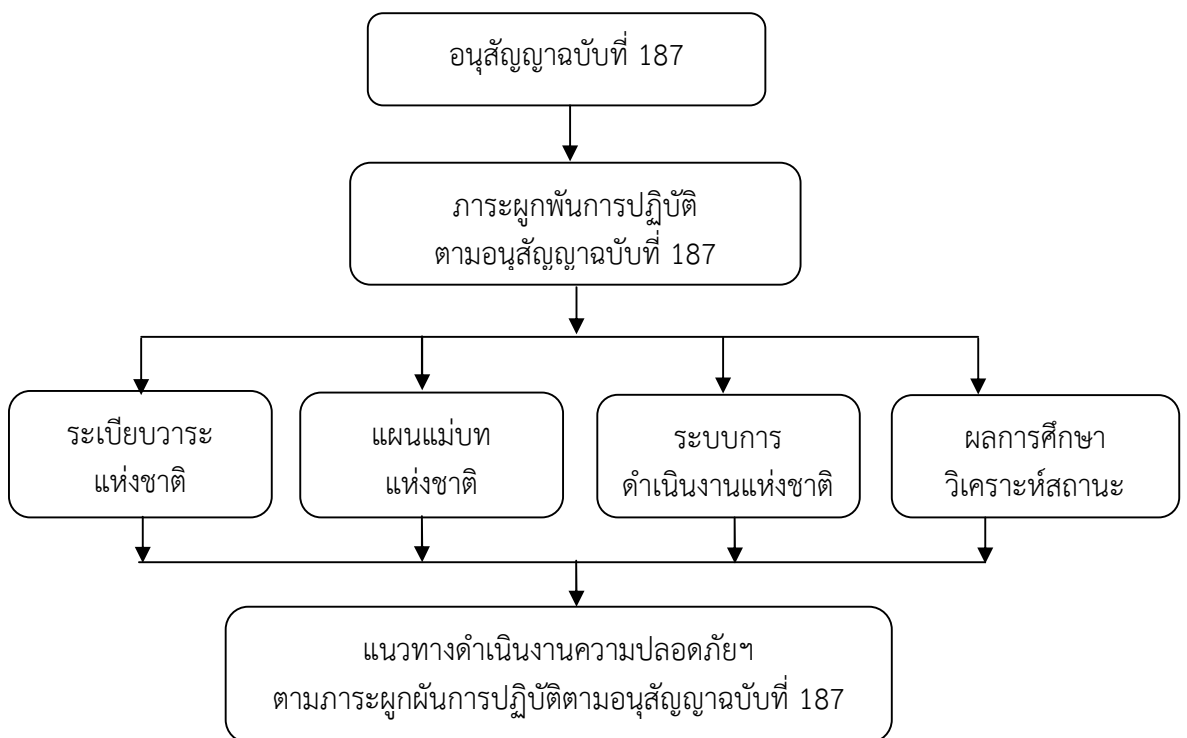 อนุสัญญาฉบับที่ 187
ภาระผูกพันการปฏิบัติ
ตามอนุสัญญาฉบับที่ 187
ระเบียบวาระ
แห่งชาติ
แผนแม่บท
แห่งชาติ
ระบบการ
ดำเนินงานแห่งชาติ
ผลการศึกษา
วิเคราะห์สถานะ
แนวทางดำเนินงานความปลอดภัยฯ
ตามภาระผูกผันการปฏิบัติตามอนุสัญญาฉบับที่ 187